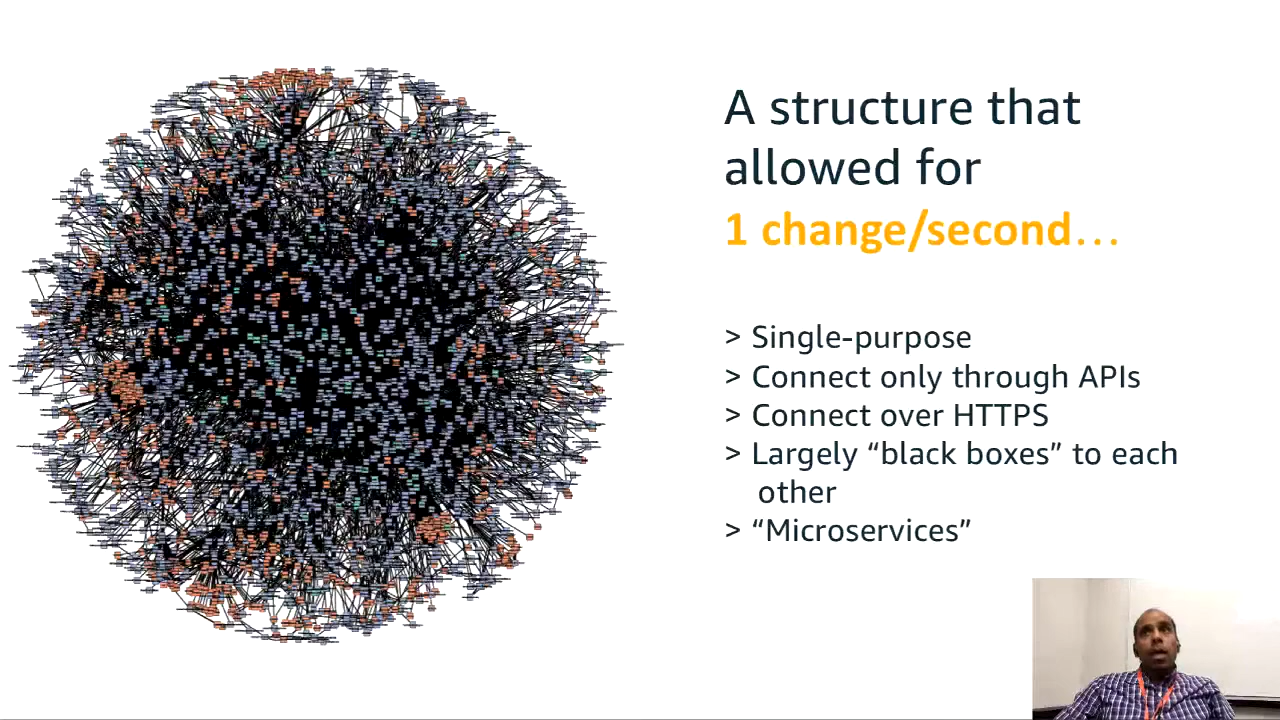 A structure that
allowed for
1 change/second…
> Single-purpose
> Connect only through APIs
> Connect over HTTPS
> Largely “black boxes” to each
other
> “Microservices”